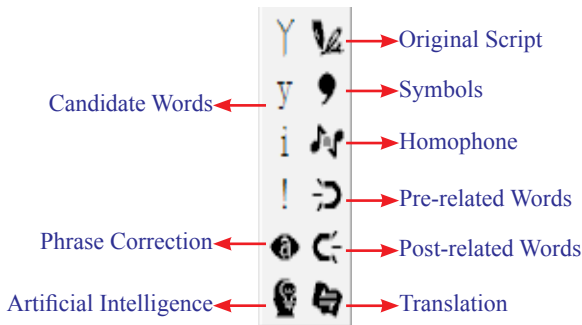 Y
Original Script
y
Symbols
Candidate Words
i
Homophone
!
Pre-related Words
Phrase Correction
a
Post-related Words
Artificial Intelligence
Translation